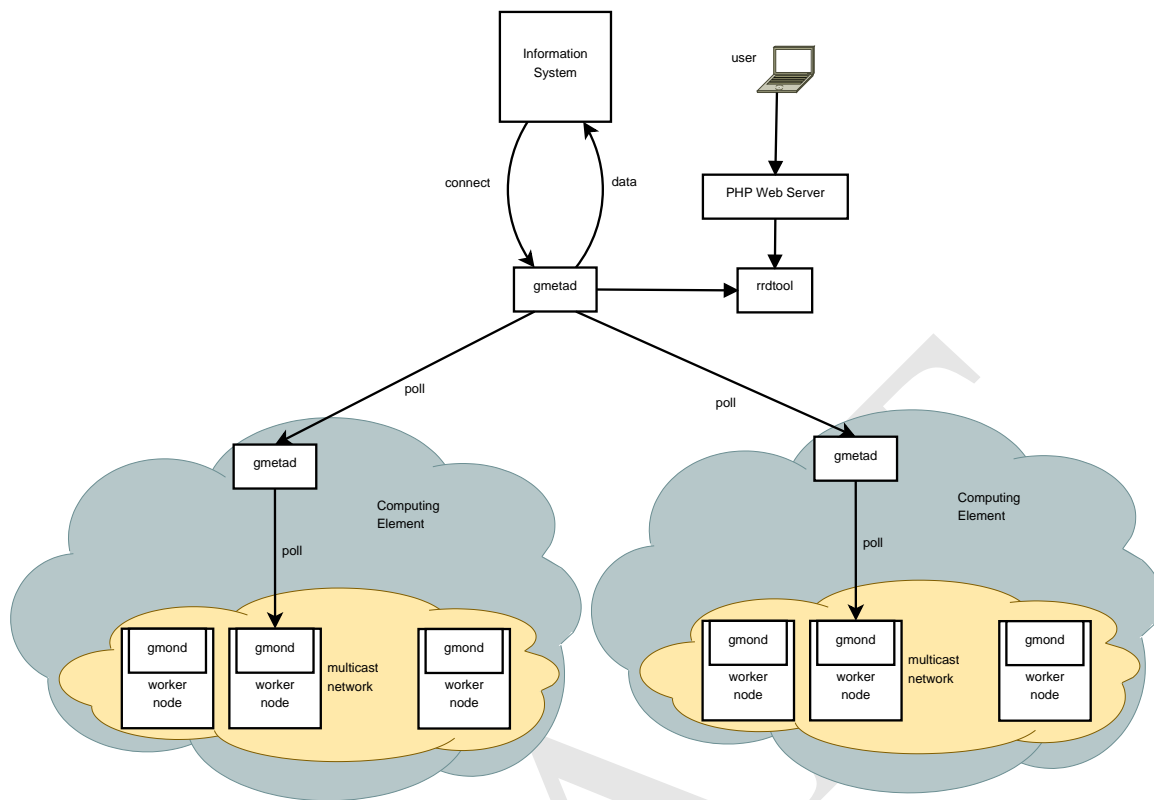 Information
System
user
connect
data
PHP Web Server
gmetad
rrdtool
poll
poll
gmetad
gmetad
Computing
Element
Computing
Element
poll
poll
gmond
worker
node
gmond
worker
node
multicast
network
gmond
worker
node
gmond
worker
node
gmond
worker
node
multicast
network
gmond
worker
node